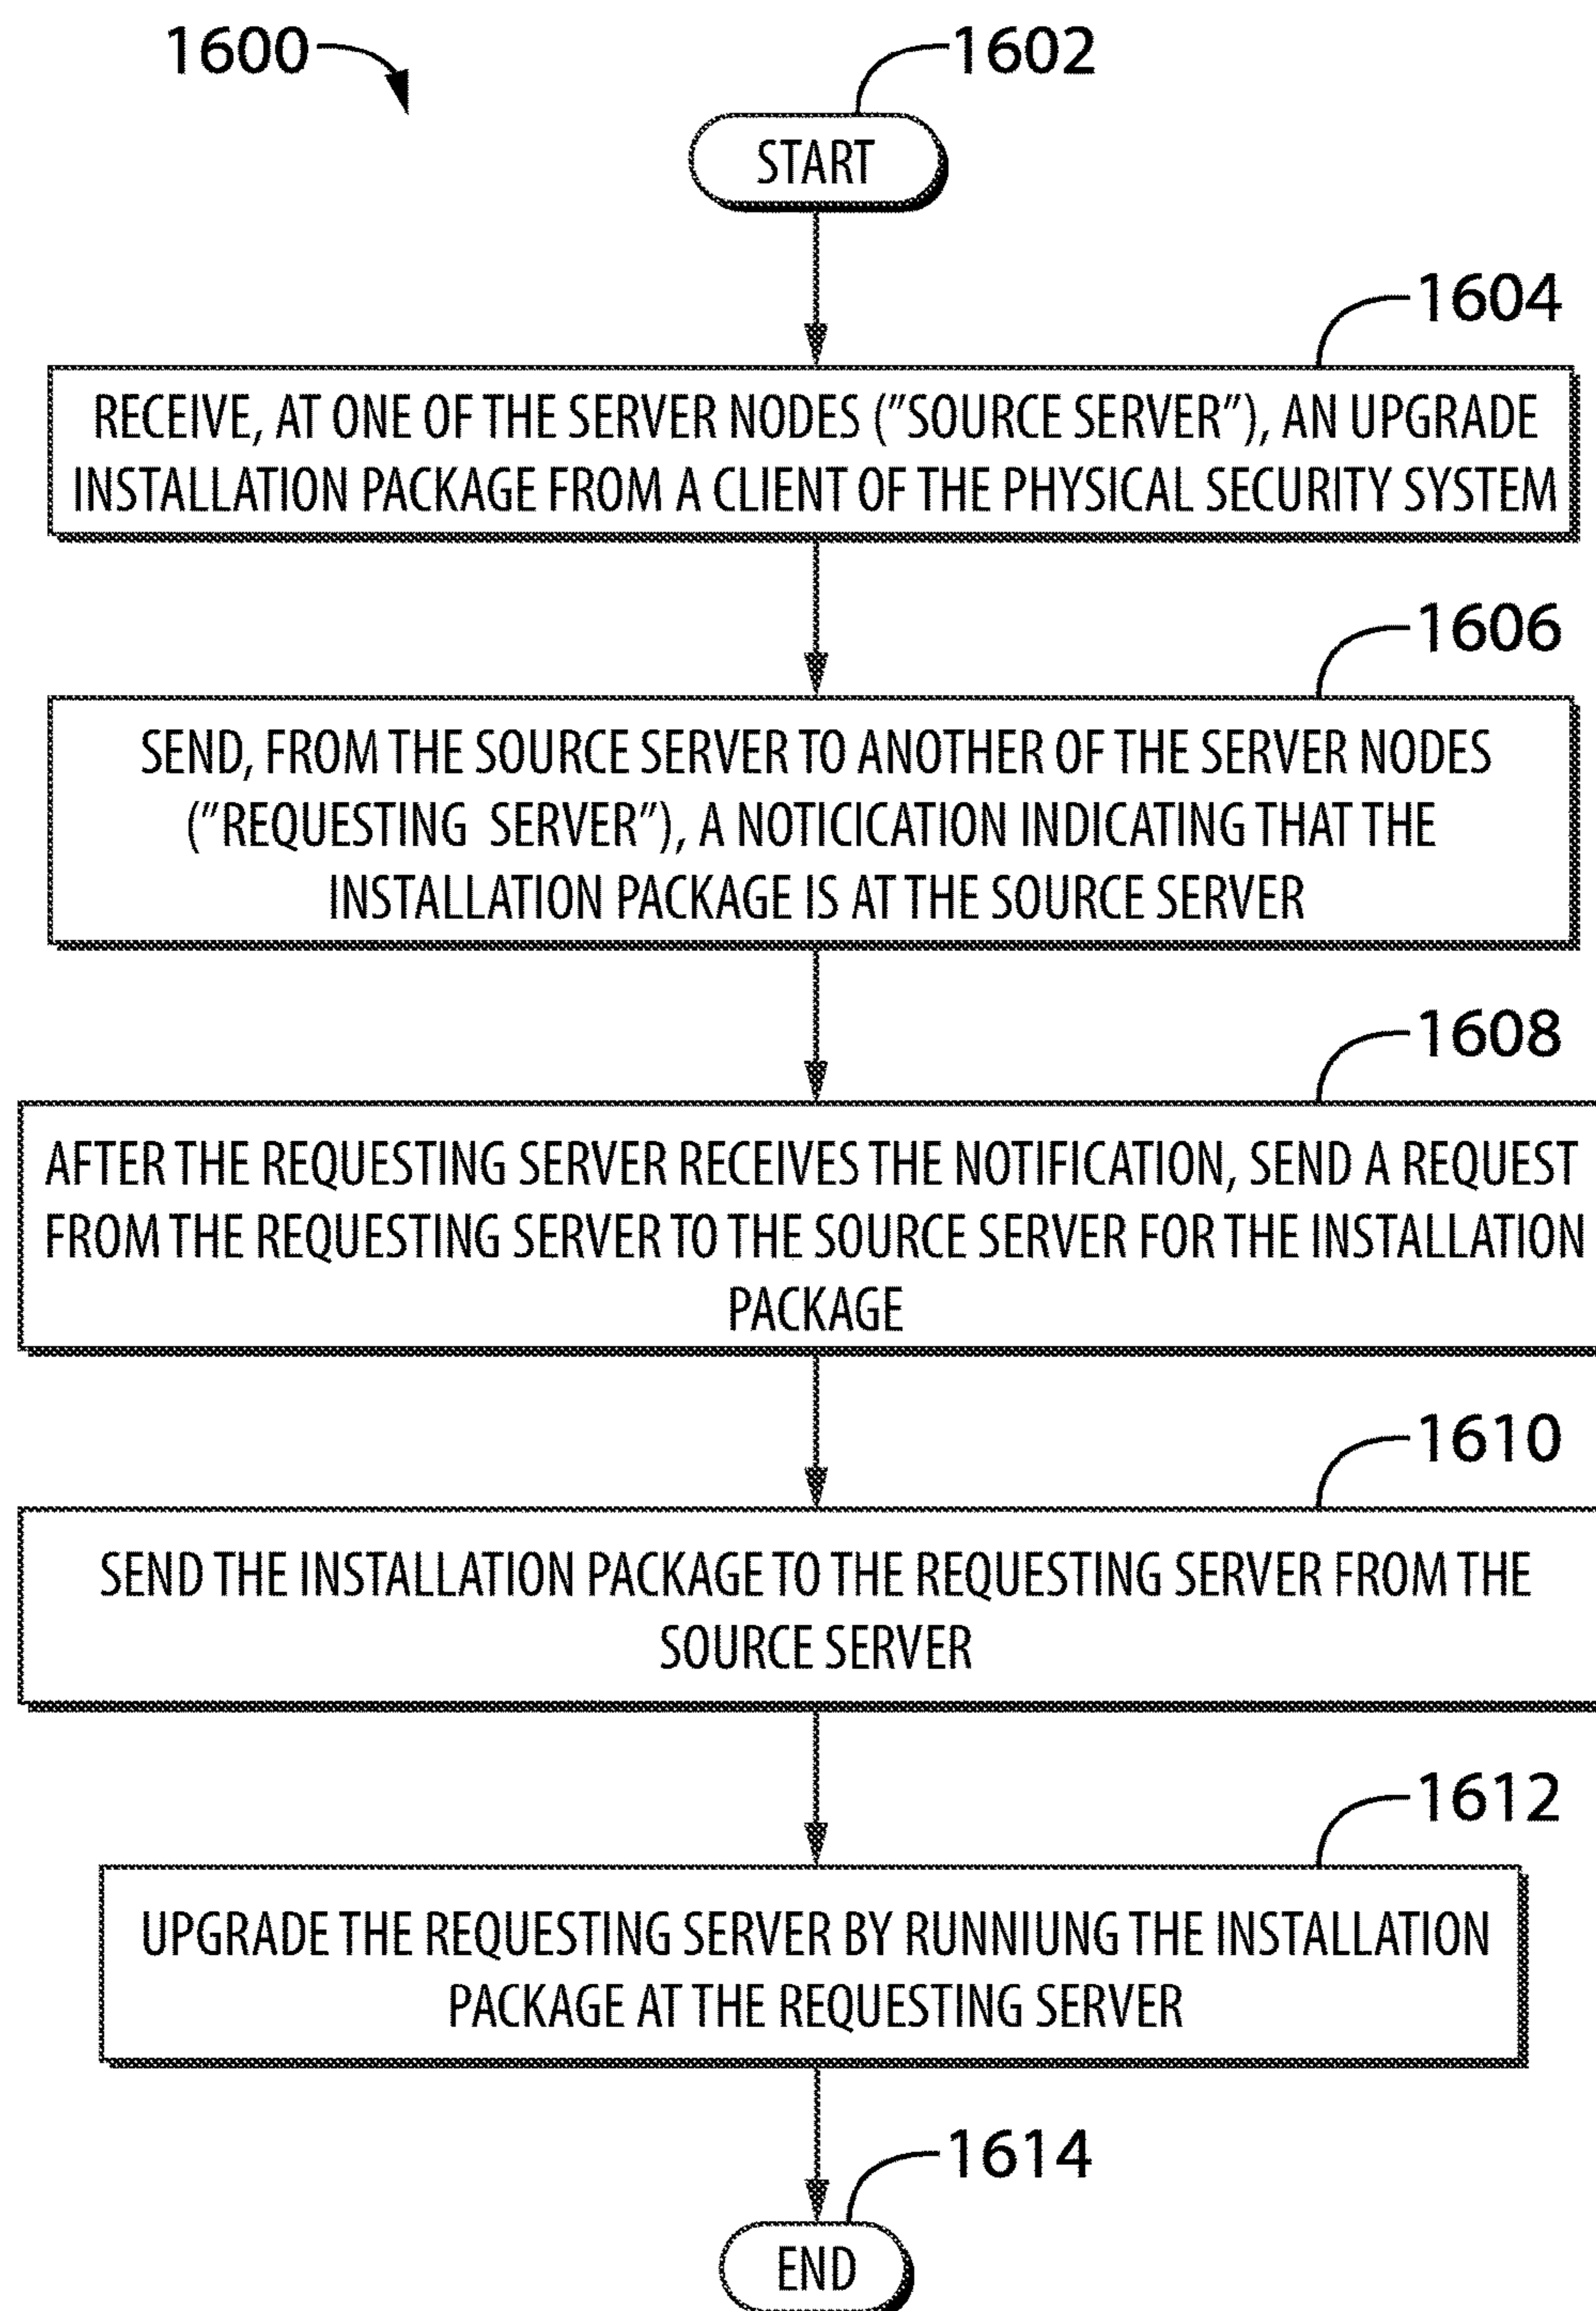 1600
1602
START
1604
RECEIVE, AT ONE OF THE SERVER NODES ("SOURCE SERVER"), AN UPGRADE
INSTALLATION PACKAGE FROM A CLIENT OF THE PHYSICAL SECURITY SYSTEM
1606
SEND, FROM THE SOURCE SERVER TO ANOTHER OF THE SERVER NODES
("REQUESTING SERVER"), A NOTICICATION INDICATING THAT THE
INSTALLATION PACKAGE IS AT THE SOURCE SERVER
1608
AFTER THE REQUESTING SERVER RECEIVES THE NOTIFICATION, SEND A REQUEST
FROM THE REQUESTING SERVER TO THE SOURCE SERVER FOR THE INSTALLATION
PACKAGE
1610
SEND THE INSTALLATION PACKAGE TO THE REQUESTING SERVER FROM THE
SOURCE SERVER
1612
UPGRADE THE REQUESTING SERVER BY RUNNIUNG THE INSTALLATION
PACKAGE AT THE REQUESTING SERVER
1614
END